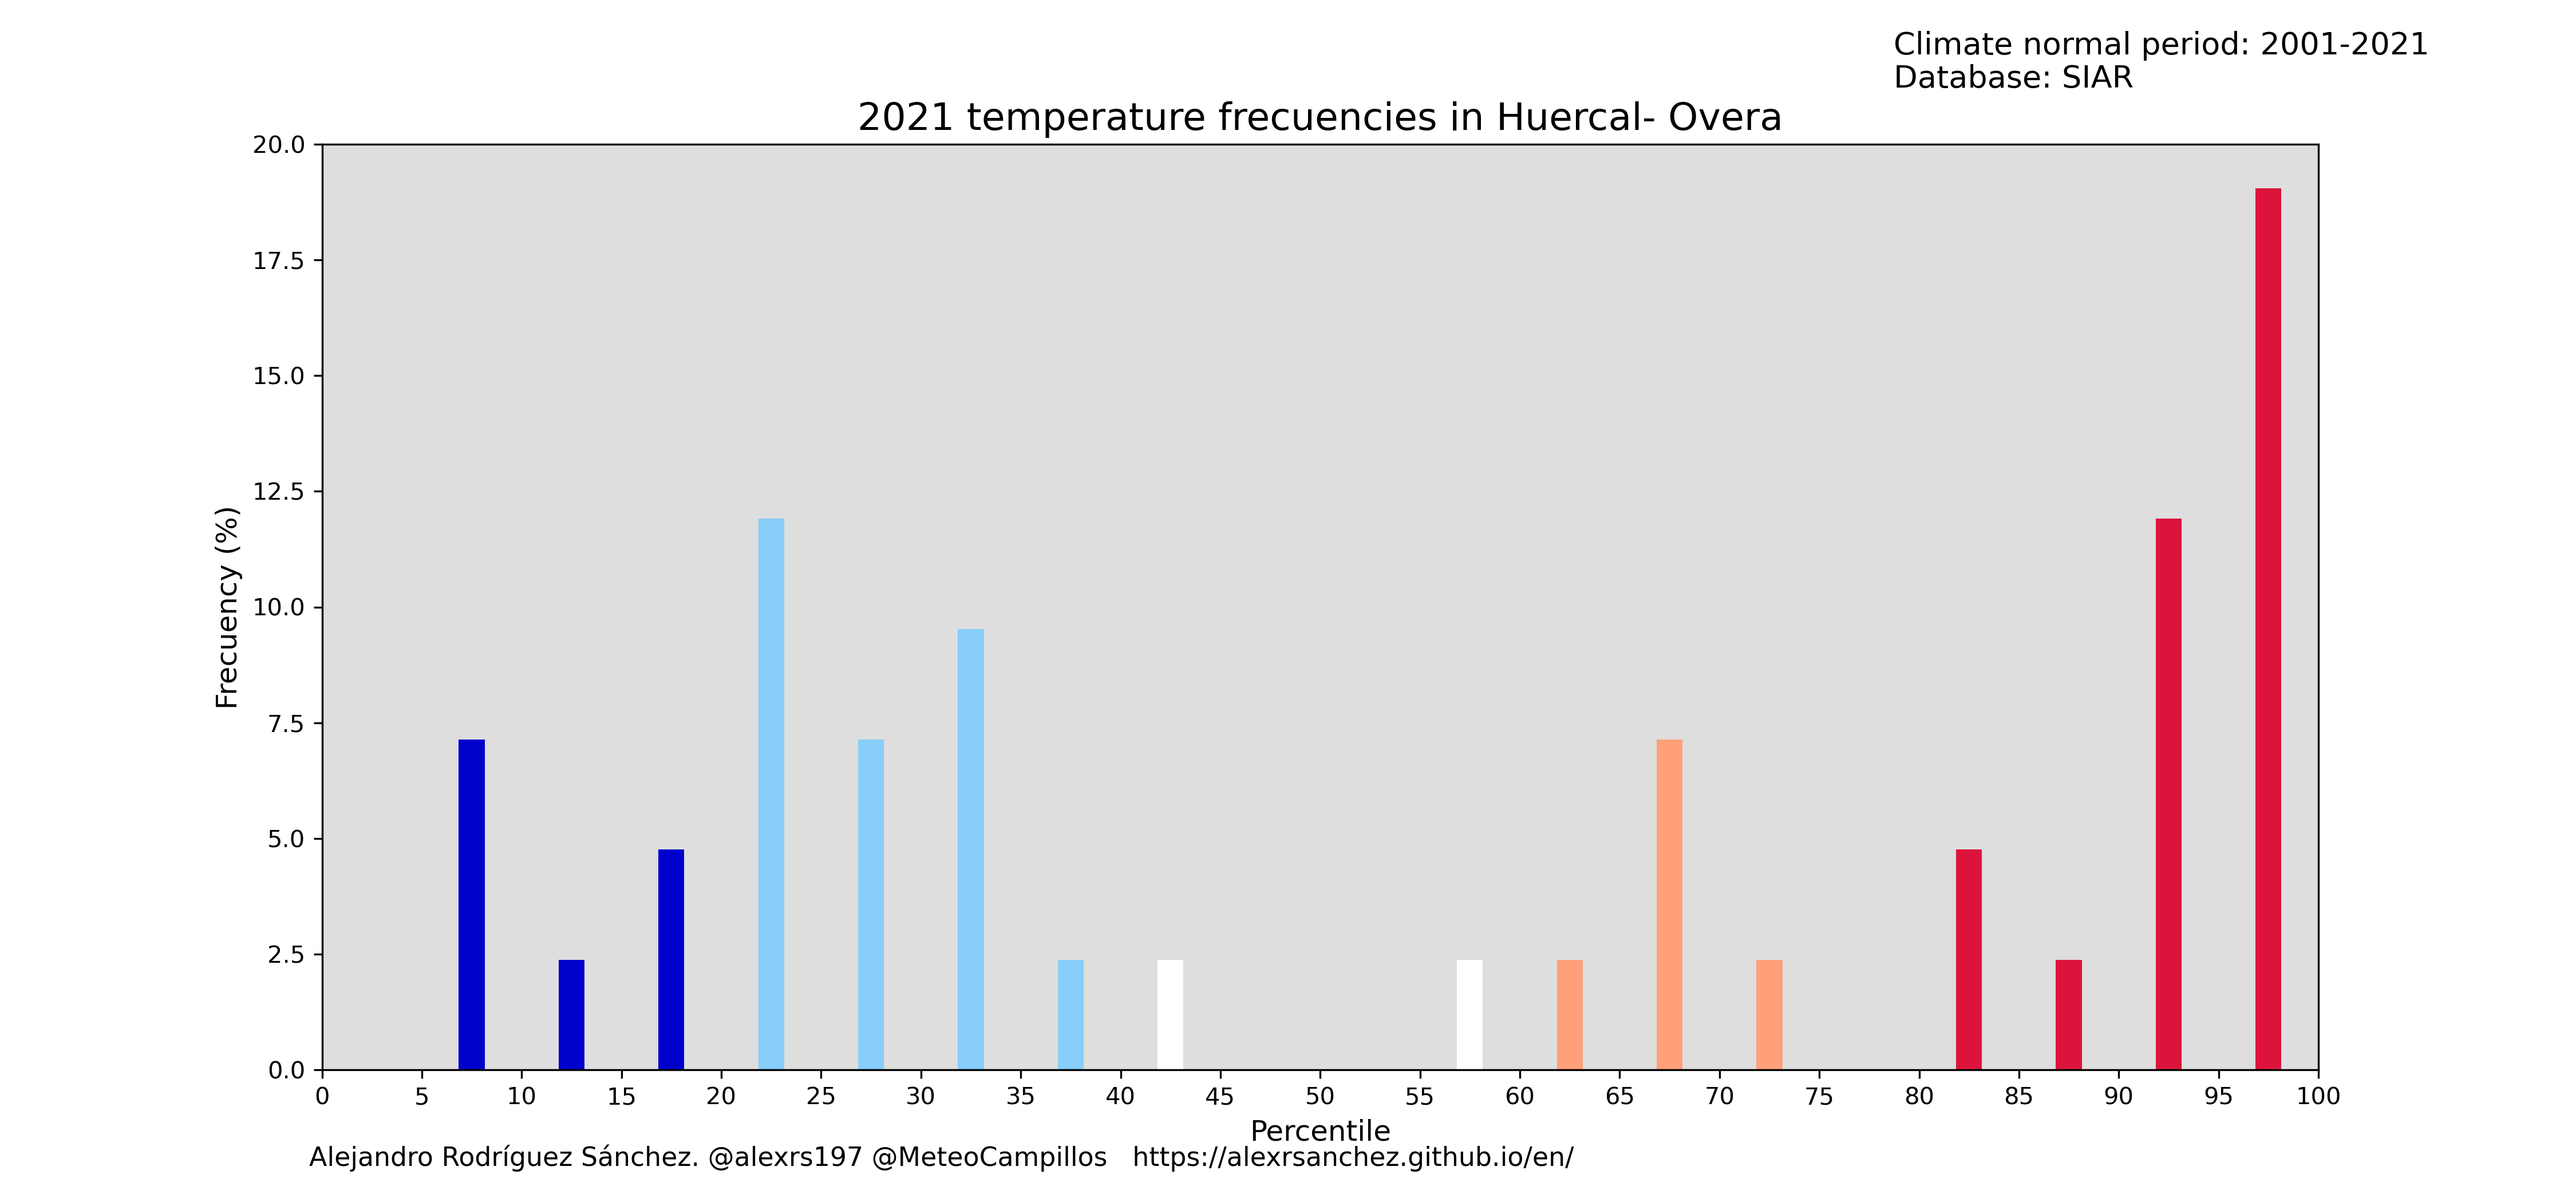 Climate normal period: 2001-2021
Database: SIAR
2021 temperature frecuencies in Huercal- Overa
20.0
17.5
15.0
12.5
10.0
7.5
5.0
2.5
0.0
Frecuency (%)
0 5 10 15 20 25 30 35 40 45 50 55 60 65 70 75 80 85 90 95 100
Percentile
Alejandro Rodríguez Sánchez. @alexrs197 @MeteoCampillos https://alexrsanchez.github.io/en/